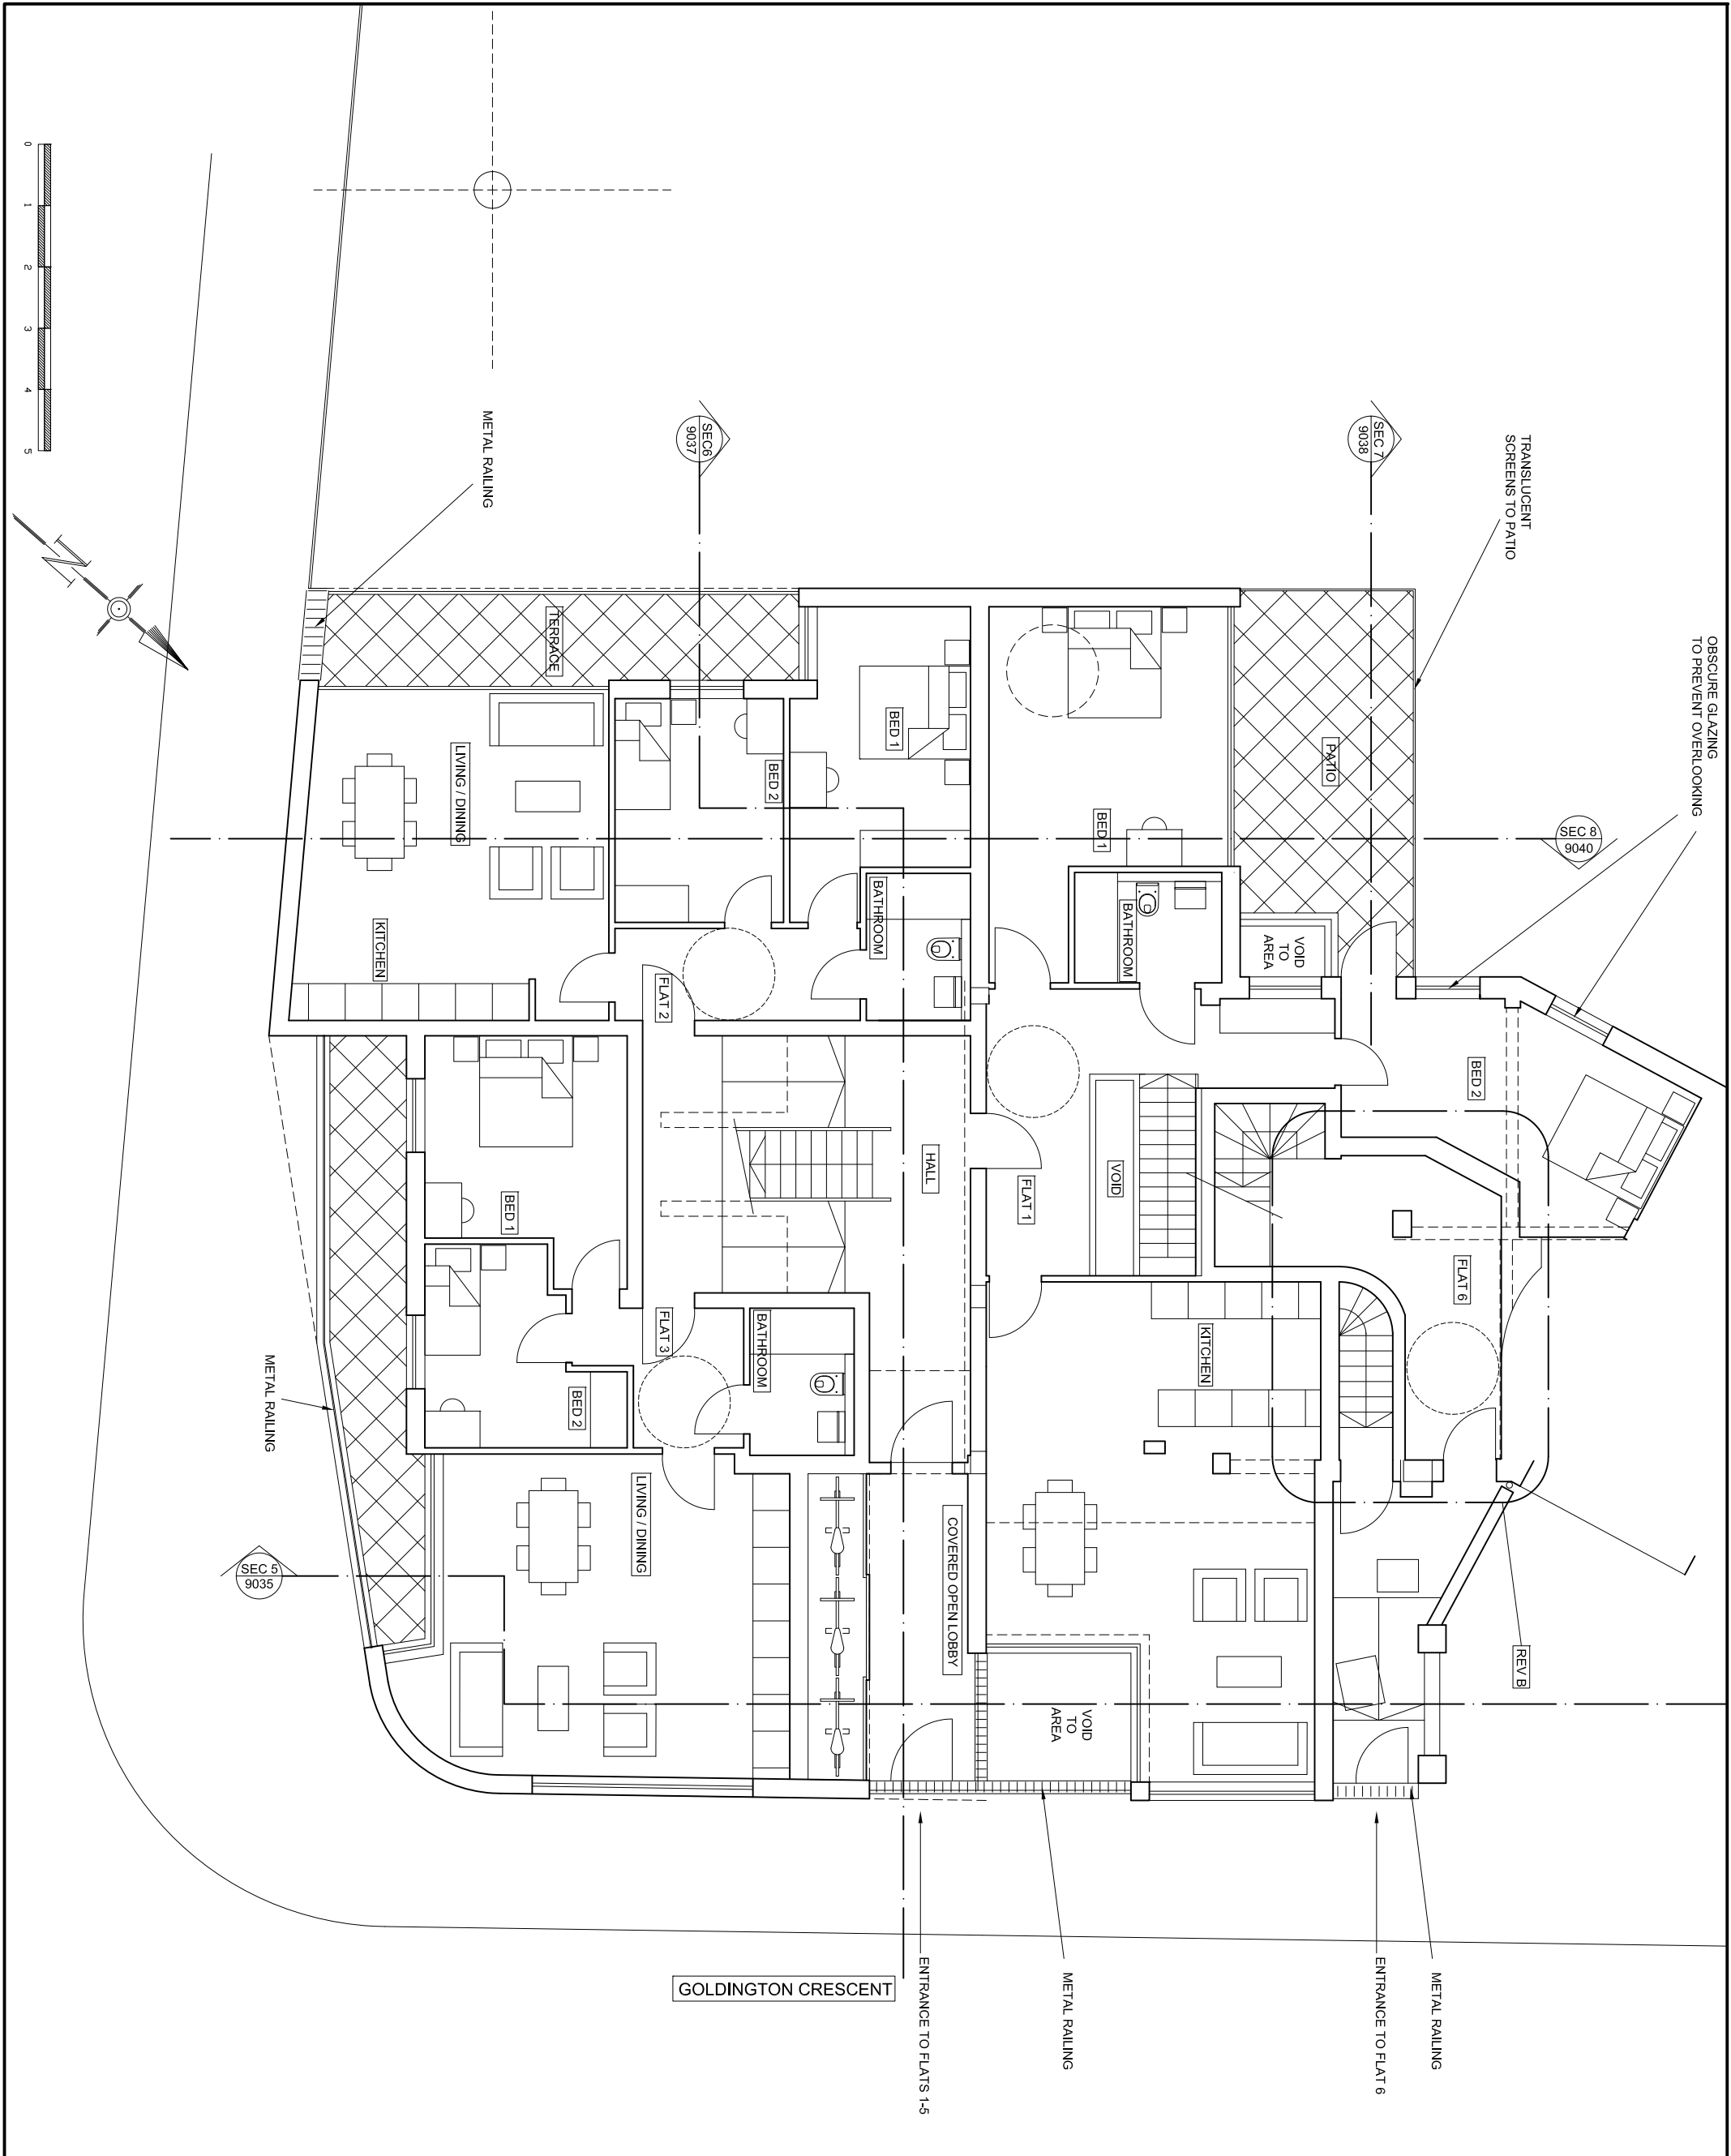 OBSCURE GLAZING
TO PREVENT OVERLOOKING
TRANSLUCENT
SCREENS TO PATIO
SEC 7
9038
SEC6
9037
SEC 8
9040
SEC 5
9035
METAL RAILING
TERRACE
PATIO
BED 1
BED 2
LIVING / DINING
KITCHEN
BED 1
BATHROOM
BATHROOM
VOID
TO
AREA
FLAT 2
BED 2
HALL
FLAT 1
VOID
BED 1
FLAT 6
FLAT 3
BATHROOM
KITCHEN
BED 2
METAL RAILING
LIVING / DINING
COVERED OPEN LOBBY
VOID
TO
AREA
REV B
ENTRANCE TO FLATS 1-5
METAL RAILING
ENTRANCE TO FLAT 6
METAL RAILING
GOLDINGTON CRESCENT
N
0 1 2 3 4 5